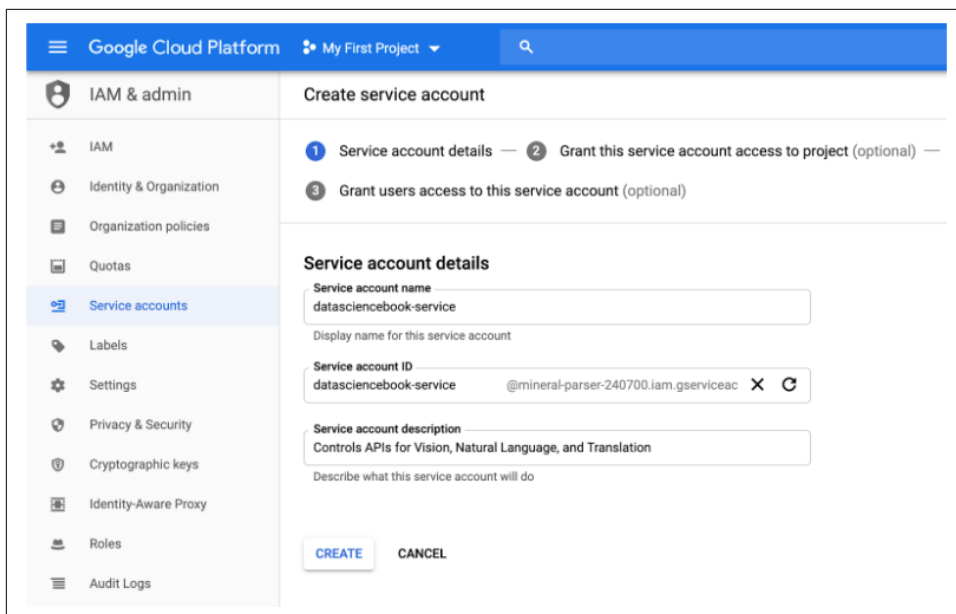 Google Cloud Platform My First Project
IAM & admin
IAM
Identity & Organization
Organization policies
Quotas
Service accounts
Labels
Settings
Privacy & Security
Cryptographic keys
Identity-Aware Proxy
Roles
Audit Logs
Create service account
1 Service account details — 2 Grant this service account access to project (optional) —
3 Grant users access to this service account (optional)
Service account details
Service account name
datasciencebook-service
Display name for this service account
Service account ID
datasciencebook-service @mineral-parser-240700.iam.gserviceac
Service account description
Controls APIs for Vision, Natural Language, and Translation
Describe what this service account will do
CREATE CANCEL